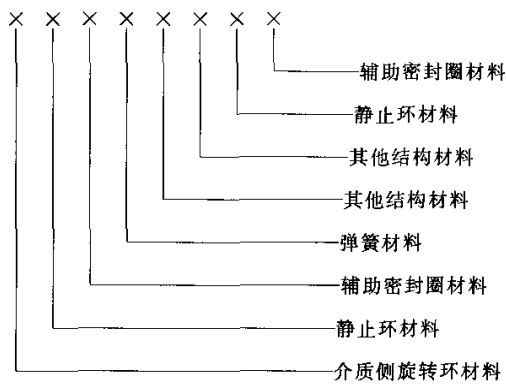 × × × × × × × ×
辅助密封圈材料
静止环材料
其他结构材料
其他结构材料
弹簧材料
辅助密封圈材料
静止环材料
介质侧旋转环材料